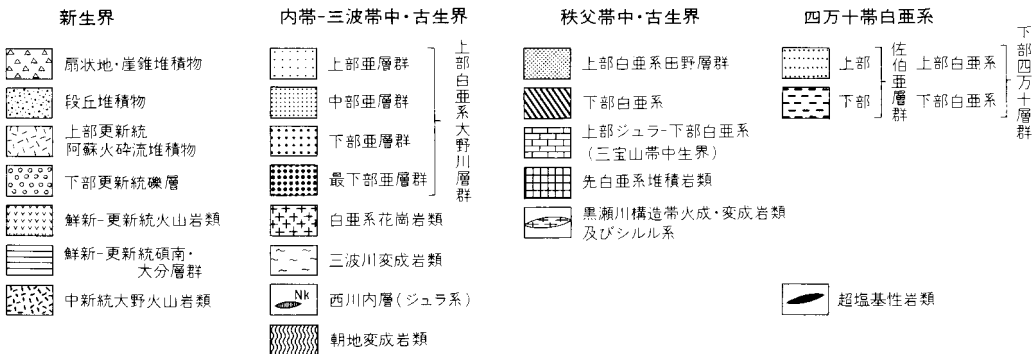 新生界
扇状地・崖錐堆積物
段丘堆積物
上部更新統
阿蘇火砕流堆積物
下部更新統礫層
鮮新-更新統火山岩類
鮮新-更新統碩南・
大分層群
中新統大野火山岩類
内帯-三波帯中・古生界
上部亜層群
中部亜層群
下部亜層群
最下部亜層群
上部白亜系大野川層群
白亜系花崗岩類
三波川変成岩類
Nk
西川内層(ジュラ系)
朝地変成岩類
秩父帯中・古生界
上部白亜系田野層群
下部白亜系
上部ジュラ-下部白亜系
(三宝山帯中生界)
先白亜系堆積岩類
黒瀬川構造帯火成・変成岩類
及びシルル系
四万十帯白亜系
上部
下部
佐伯亜層群
上部白亜系
下部白亜系
下部四万十層群
超塩基性岩類